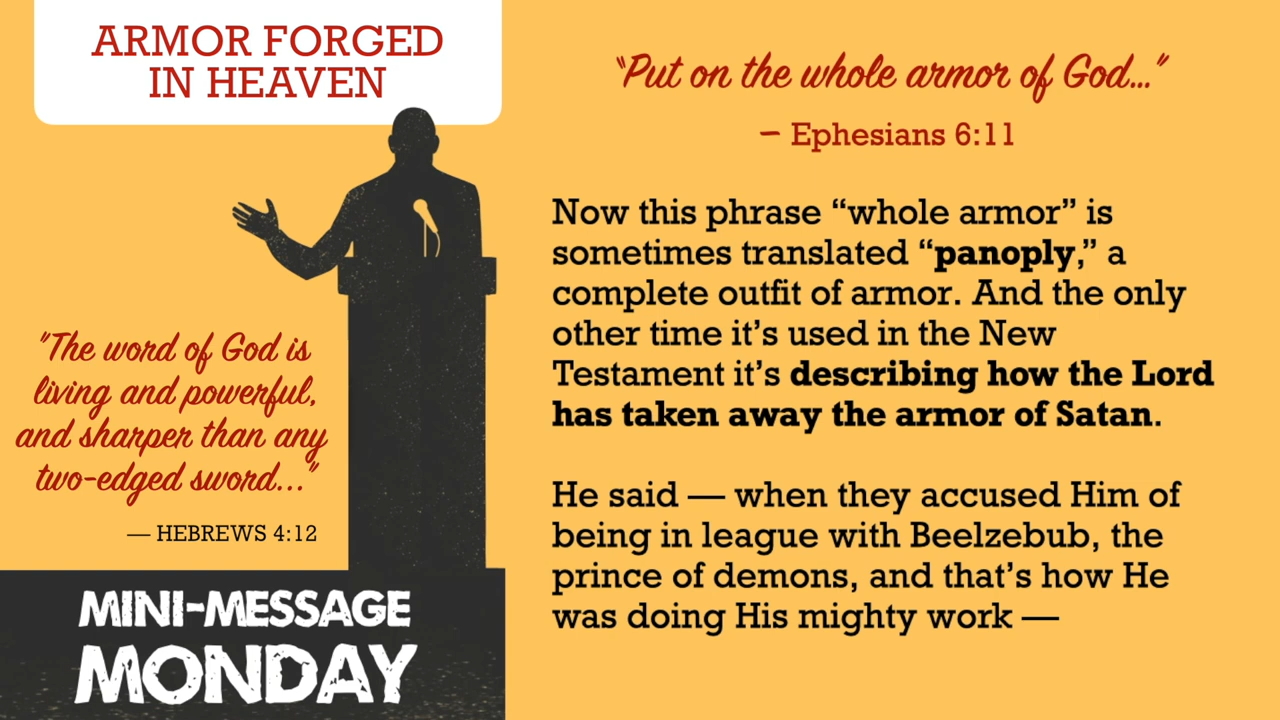 ARMOR FORGED
IN HEAVEN
"The word of God is
living and powerful,
and sharper than any
two-edged sword..."
— HEBREWS 4:12
MINI-MESSAGE
MONDAY
"Put on the whole armor of God..."
– Ephesians 6:11
Now this phrase “whole armor” is
sometimes translated “panoply,” a
complete outfit of armor. And the only
other time it’s used in the New
Testament it’s describing how the Lord
has taken away the armor of Satan.
He said — when they accused Him of
being in league with Beelzebub, the
prince of demons, and that’s how He
was doing His mighty work —